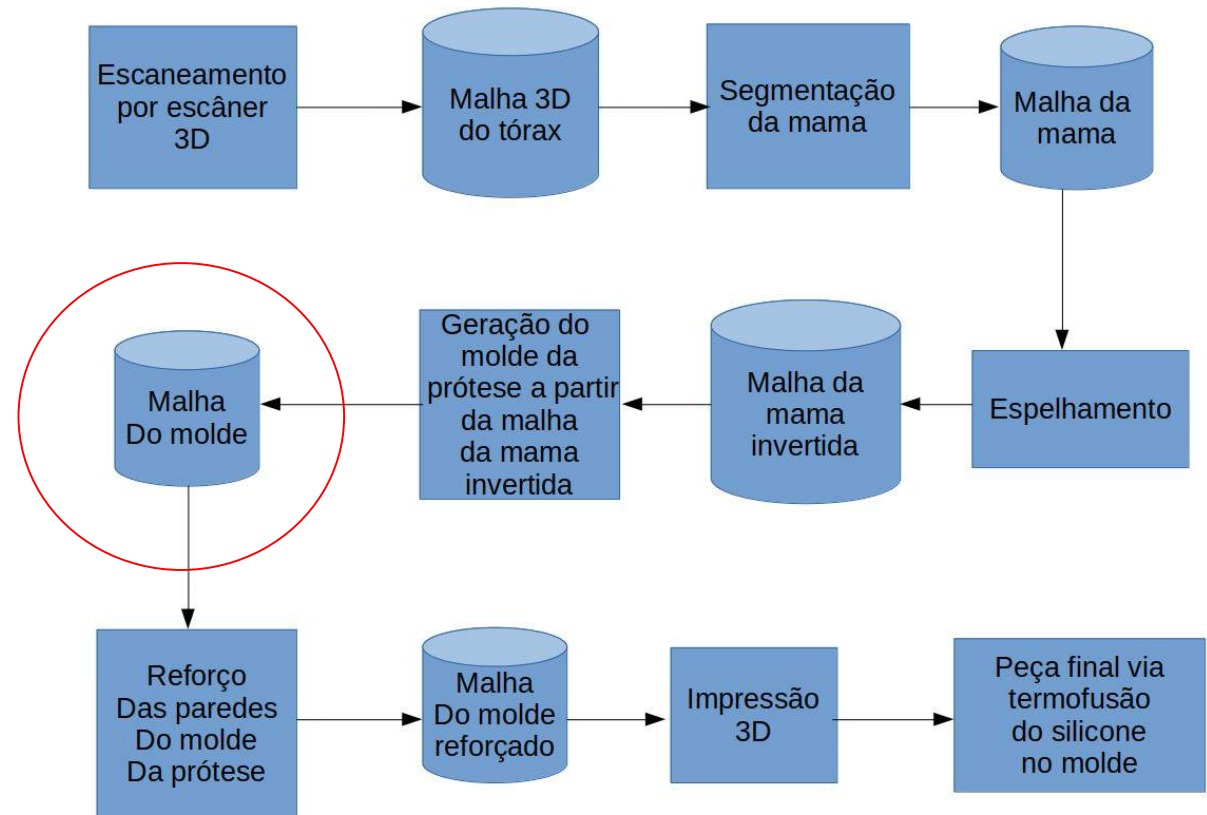 Escaneamento
por escâner
3D
Malha 3D
do tórax
Segmentação
da mama
Malha da
mama
Espelhamento
Malha da
mama
invertida
Geração do
molde da
prótese a partir
da malha
da mama
invertida
Malha
Do molde
Reforço
Das paredes
Do molde
Da prótese
Malha
Do molde
reforçado
Impressão
3D
Peça final via
termofusão
do silicone
no molde